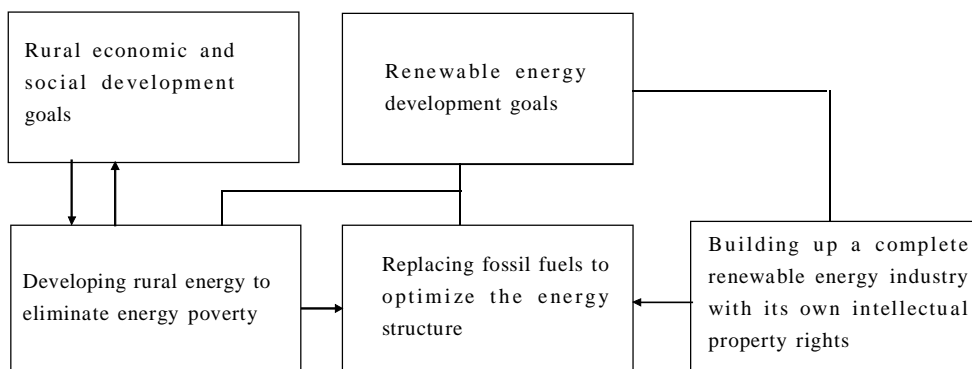 Rural economic and
social development
goals
Renewable energy
development goals
Developing rural energy to
eliminate energy poverty
Replacing fossil fuels to
optimize the energy
structure
Building up a complete
renewable energy industry
with its own intellectual
property rights